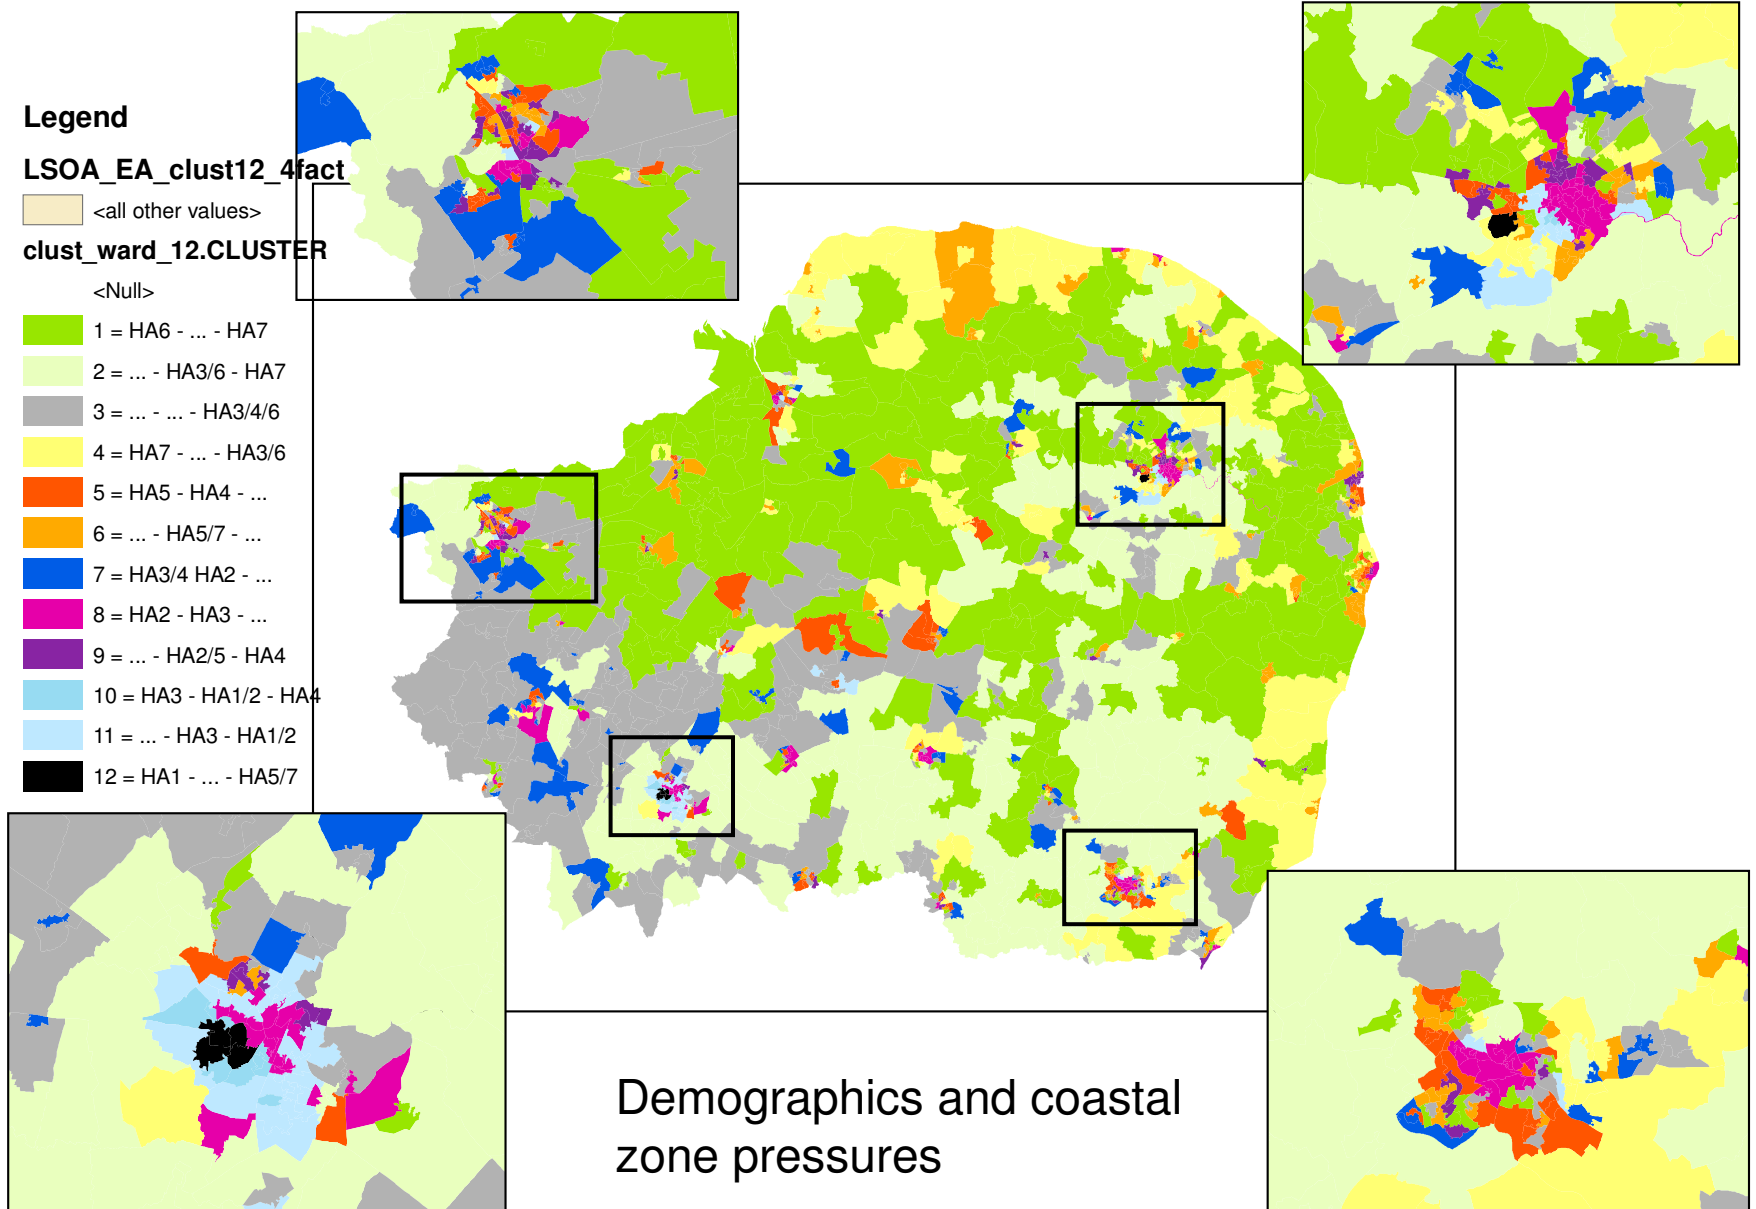 Legend
LSOA_EA_clust12_4fact
<all other values>
clust_ward_12.CLUSTER
<Null>
1 = HA6 - ... - HA7
2 = ... - HA3/6 - HA7
3 = ... - ... - HA3/4/6
4 = HA7 - ... - HA3/6
5 = HA5 - HA4 - ...
6 = ... - HA5/7 - ...
7 = HA3/4 HA2 - ...
8 = HA2 - HA3 - ...
9 = ... - HA2/5 - HA4
10 = HA3 - HA1/2 - HA4
11 = ... - HA3 - HA1/2
12 = HA1 - ... - HA5/7
Demographics and coastal
zone pressures